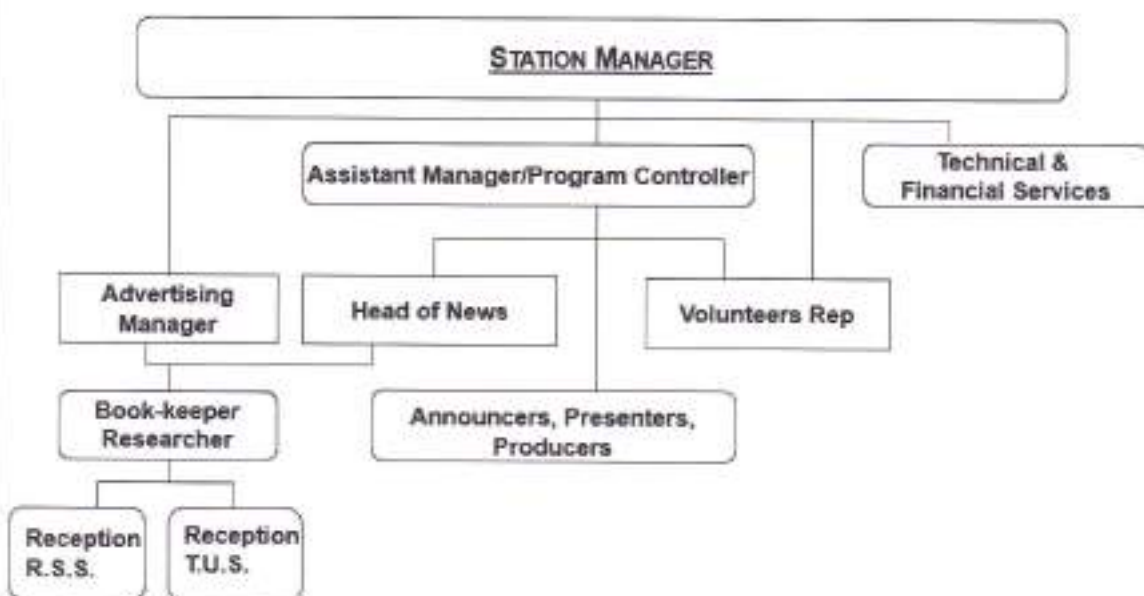 STATION MANAGER
Assistant Manager/Program Controller
Technical &
Financial Services
Advertising
Manager
Head of News
Volunteers Rep
Book-keeper
Researcher
Announcers, Presenters,
Producers
Reception
R.S.S.
Reception
T.U.S.